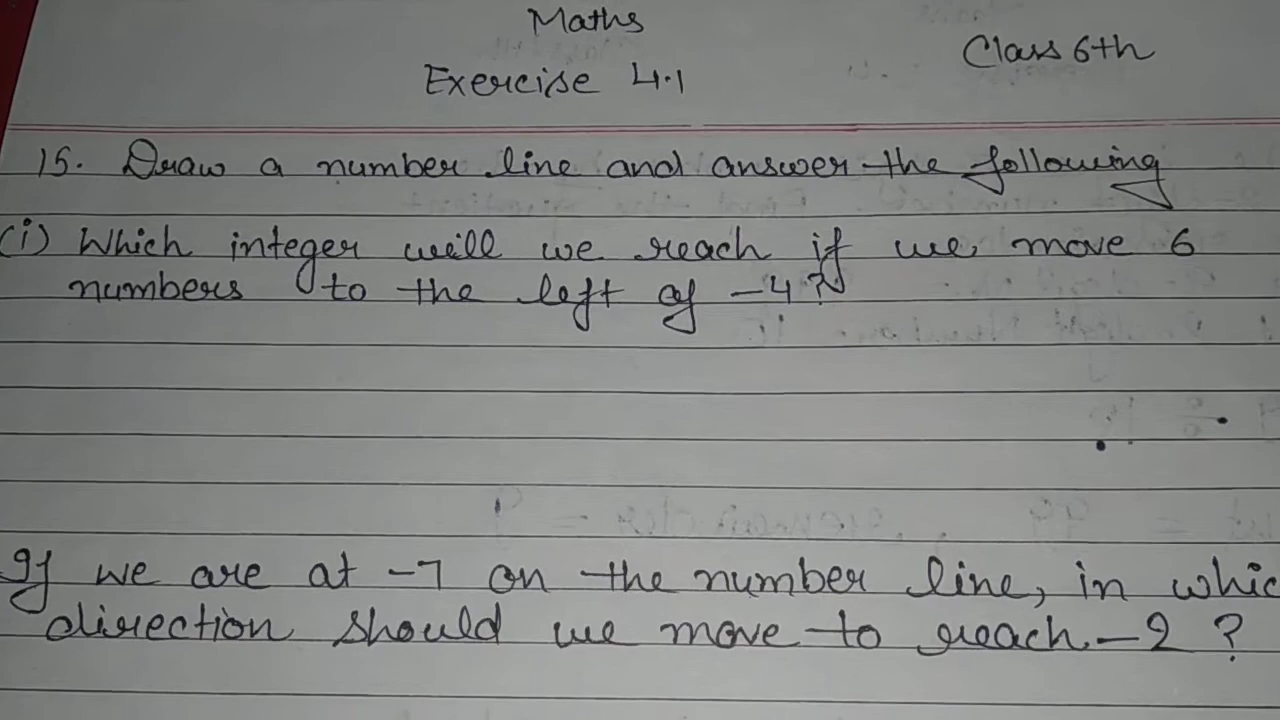 Maths
Class 6th
Exercise 4.1
15. Draw a number line and answer the following
(i) Which integer will we reach if we move 6
numbers to the left of -4?
If we are at -7 on the number line, in whic
direction should we move to reach -2 ?